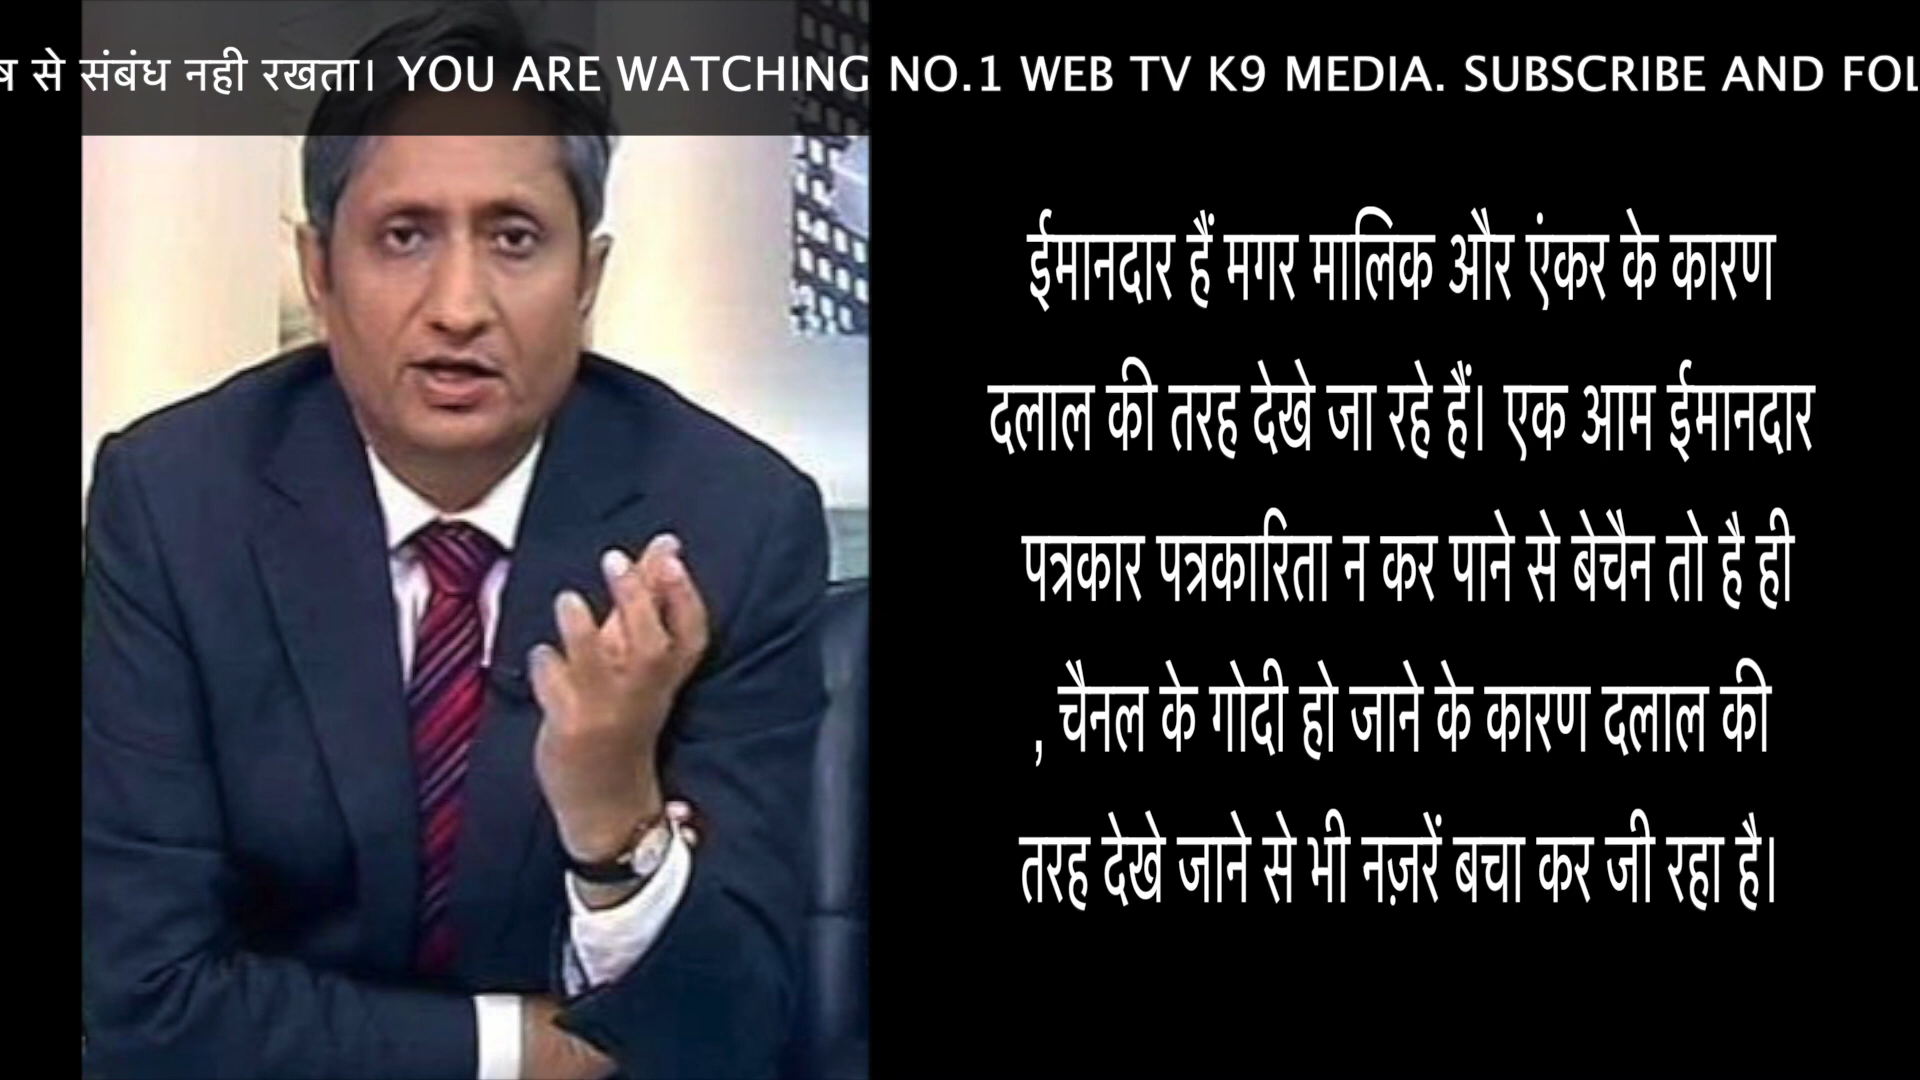 से संबंध नही रखता। YOU ARE WATCHING NO.1 WEB TV K9 MEDIA. SUBSCRIBE AND
ईमानदार हैं मगर मालिक और एंकर के कारण
दलाल की तरह देखे जा रहे हैं। एक आम ईमानदार
पत्रकार पत्रकारिता न कर पाने से बेचैन तो है ही
, चैनल के गोदी हो जाने के कारण दलाल की
तरह देखे जाने से भी नज़रें बचा कर जी रहा है।